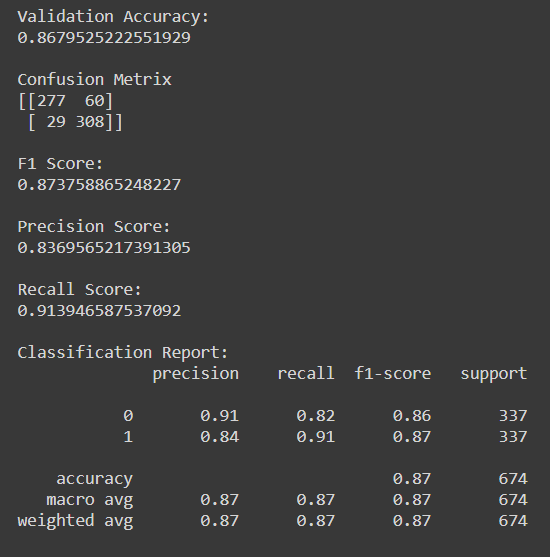 Validation Accuracy:
0.8679525222551929
Confusion Metrix
[[277  60]
 [ 29 308]]
F1 Score:
0.873758865248227
Precision Score:
0.8369565217391305
Recall Score:
0.913946587537092
Classification Report:
precision recall f1-score support
0 0.91 0.82 0.86 337
1 0.84 0.91 0.87 337
accuracy 0.87 674
macro avg 0.87 0.87 0.87 674
weighted avg 0.87 0.87 0.87 674